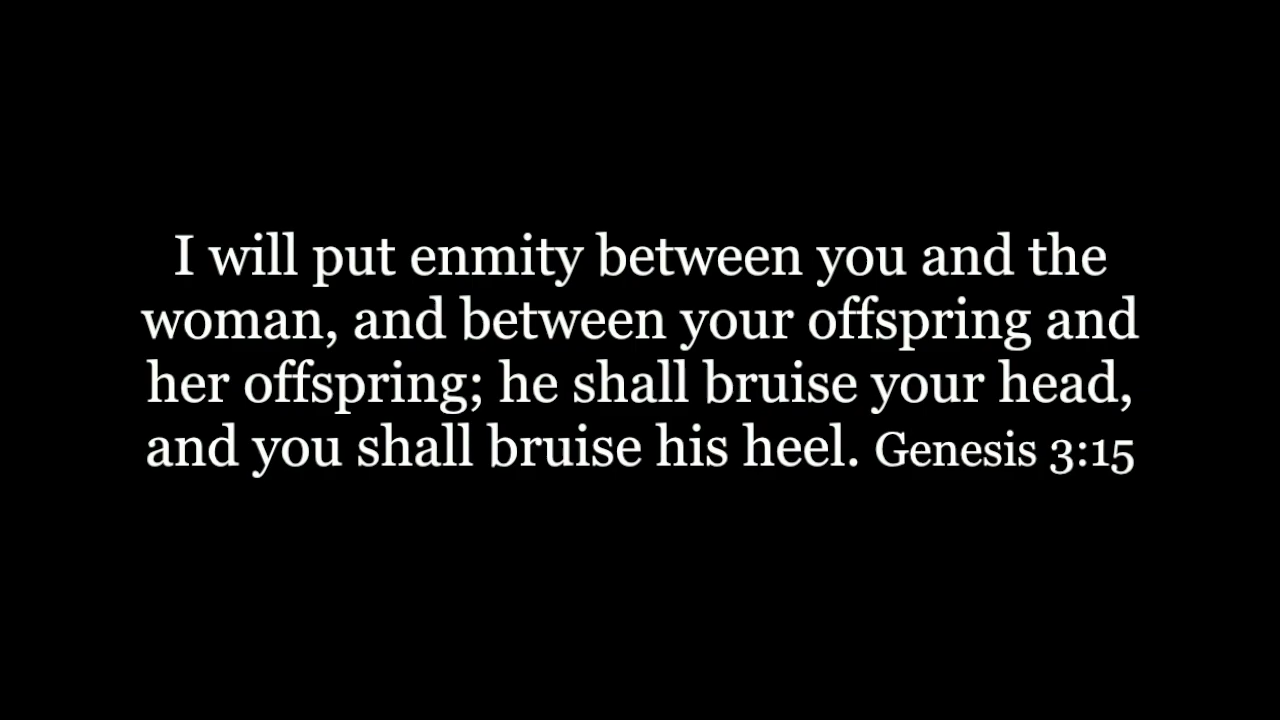 I will put enmity between you and the
woman, and between your offspring and
her offspring; he shall bruise your head,
and you shall bruise his heel. Genesis 3:15